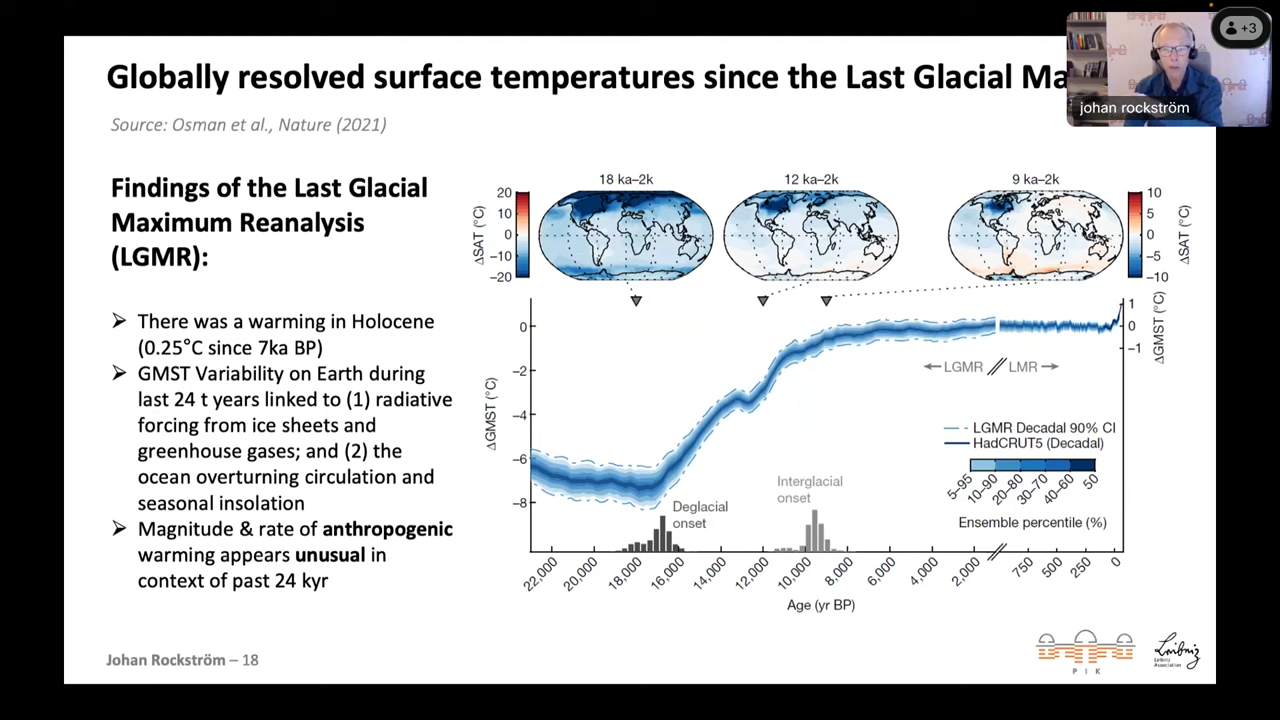 Globally resolved surface temperatures since the Last Glacial Ma
+3
johan rockström
Source: Osman et al., Nature (2021)
Findings of the Last Glacial
Maximum Reanalysis
(LGMR):
➢ There was a warming in Holocene
(0.25°C since 7ka BP)
➢ GMST Variability on Earth during
last 24 t years linked to (1) radiative
forcing from ice sheets and
greenhouse gases; and (2) the
ocean overturning circulation and
seasonal insolation
➢ Magnitude & rate of anthropogenic
warming appears unusual in
context of past 24 kyr
18 ka–2k
12 ka–2k
9 ka–2k
ΔSAT (°C)
20
10
0
−10
−20
10
5
0
−5
−10
ΔSAT (°C)
ΔGMST (°C)
0
−2
−4
−6
−8
1
0
−1
ΔGMST (°C)
←LGMR // LMR→
LGMR Decadal 90% CI
HadCRUT5 (Decadal)
5–95
10–90
20–80
30–70
40–60
50
Ensemble percentile (%)
Deglacial
onset
Interglacial
onset
22,000
20,000
18,000
16,000
14,000
12,000
10,000
8,000
6,000
4,000
2,000
750
500
250
0
Age (yr BP)
Johan Rockström – 18
P I K
Leibniz
Leibniz
Association